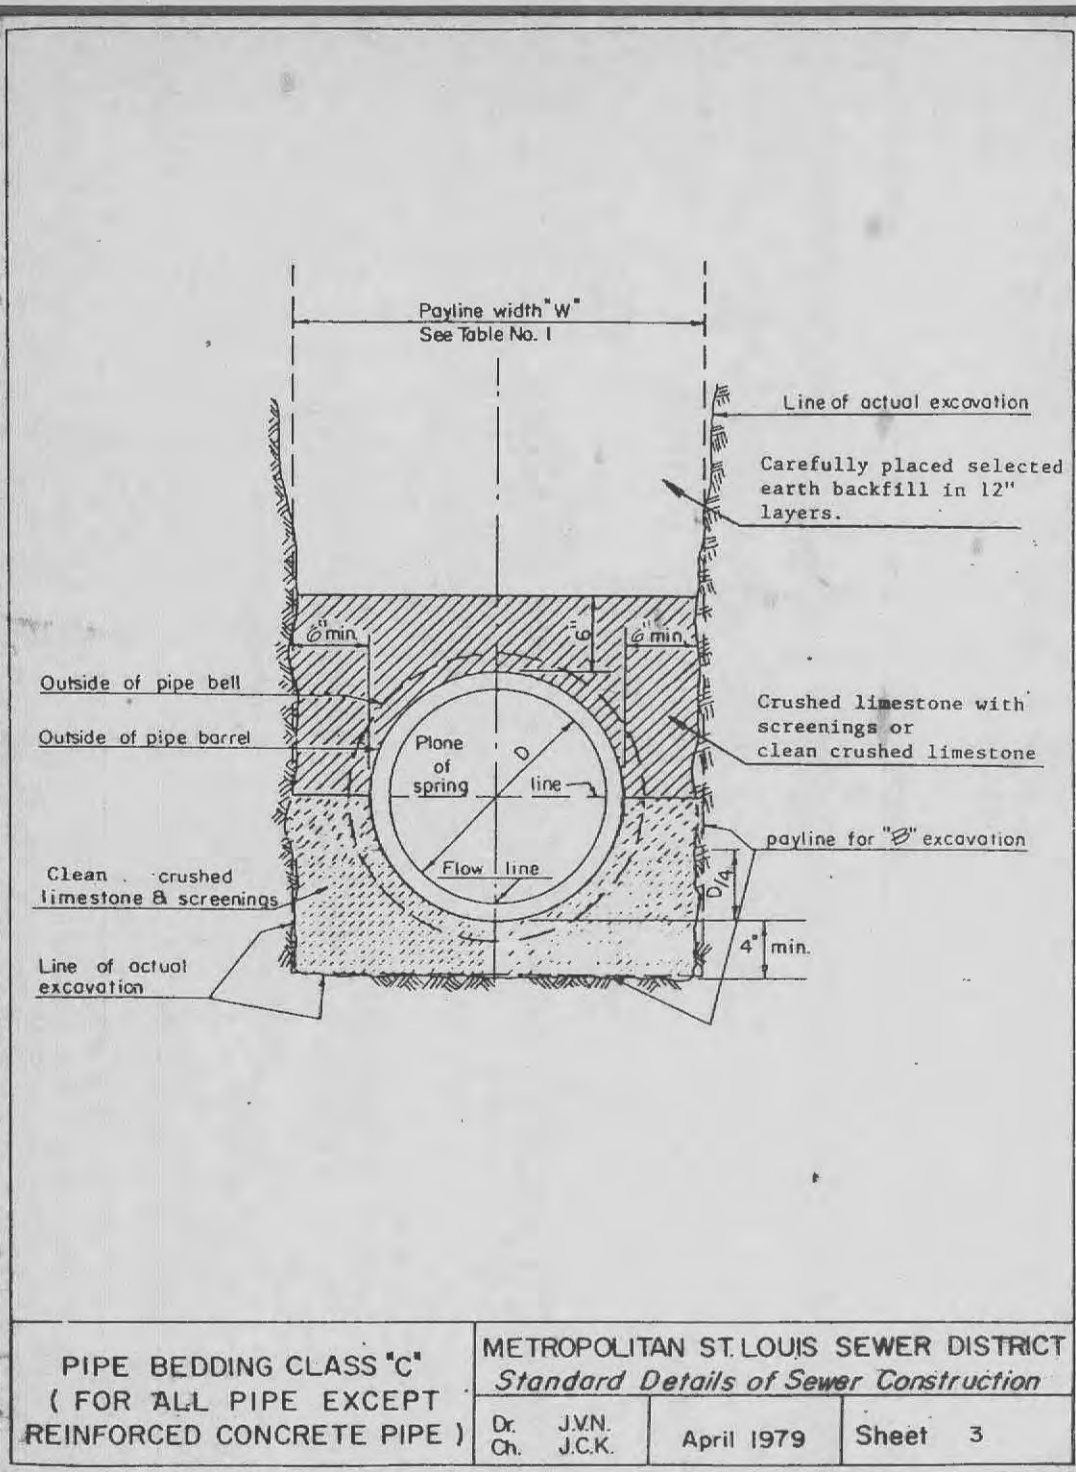 Payline width "W"
See Table No. 1
Line of actual excavation
Carefully placed selected
earth backfill in 12"
layers.
6" min.
6"
6" min.
Outside of pipe bell
Outside of pipe barrel
Crushed limestone with
screenings or
clean crushed limestone
Plane
of
spring line
D
payline for "B" excavation
Flow line
D/4
Clean . crushed
limestone & screenings
4" min.
Line of actual
excavation
PIPE BEDDING CLASS "C"
( FOR ALL PIPE EXCEPT
REINFORCED CONCRETE PIPE )
METROPOLITAN ST. LOUIS SEWER DISTRICT
Standard Details of Sewer Construction
Dr. J.V.N.
Ch. J.C.K.
April 1979
Sheet 3